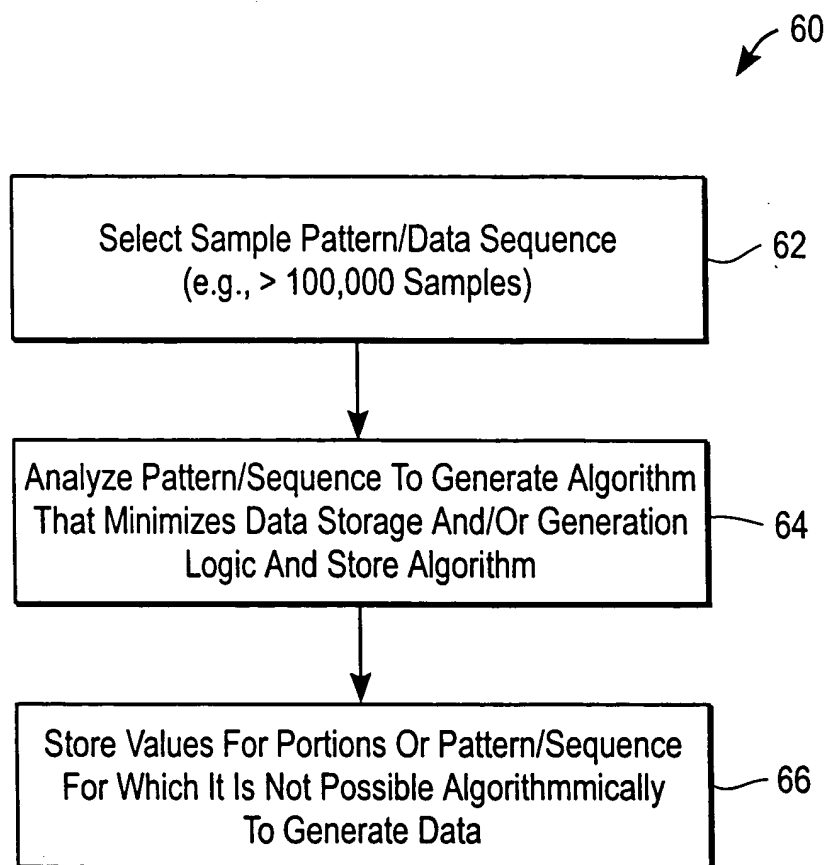 60
Select Sample Pattern/Data Sequence
(e.g., > 100,000 Samples)
62
Analyze Pattern/Sequence To Generate Algorithm
That Minimizes Data Storage And/Or Generation
Logic And Store Algorithm
64
Store Values For Portions Or Pattern/Sequence
For Which It Is Not Possible Algorithmmically
To Generate Data
66